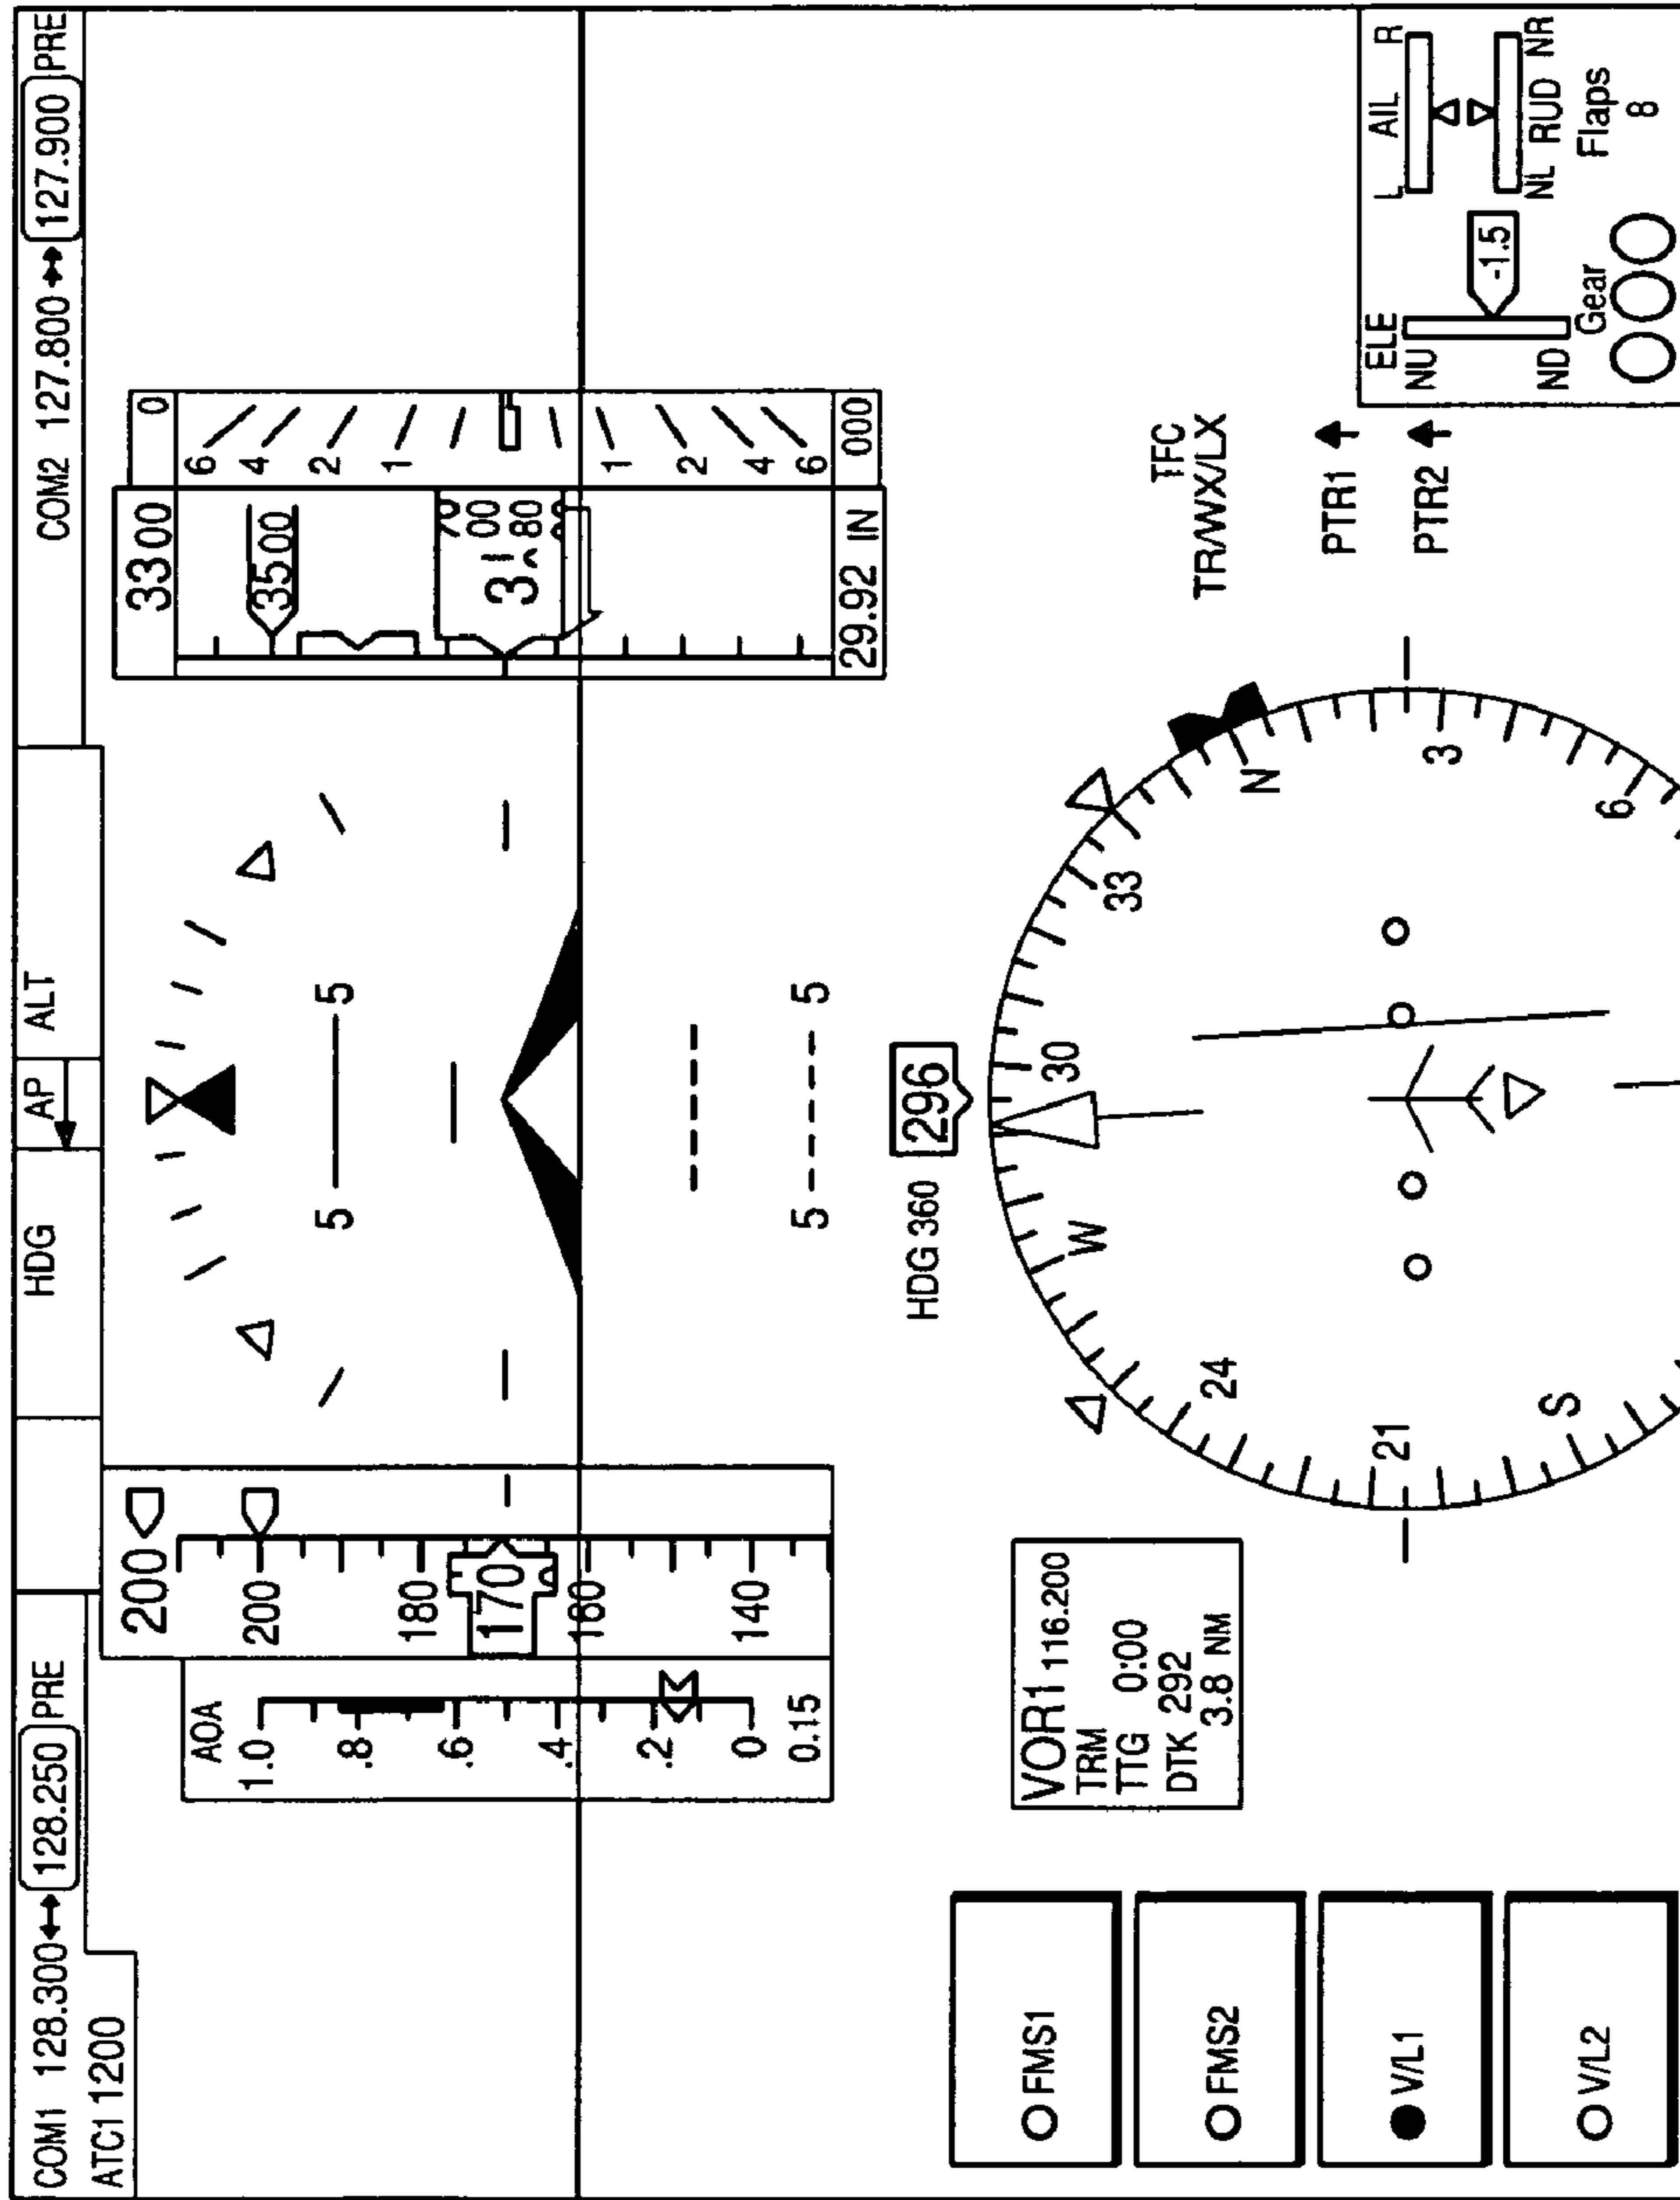 COM1 128.300 128.250 PRE
HDG AP ALT
COM2 127.800 127.900 PRE
ATC1 1200
AOA
1.0
.8
.6
.4
.2
0
0.15
200
200
180
170
160
140
5 5
5 5
3300
3500
3
00
80
29.92 IN
0
6
4
2
1
1
2
4
6
000
HDG 360 296
VOR1 116.200
TRM
TTG 0:00
DTK 292
3.8 NM
FMS1
FMS2
V/L1
V/L2
21
24
W
30
33
N
3
6
S
TFC
TR/WX/LX
PTR1
PTR2
ELE
NU
ND
-1.5
L AIL R
NL RUD NR
Gear
Flaps
8